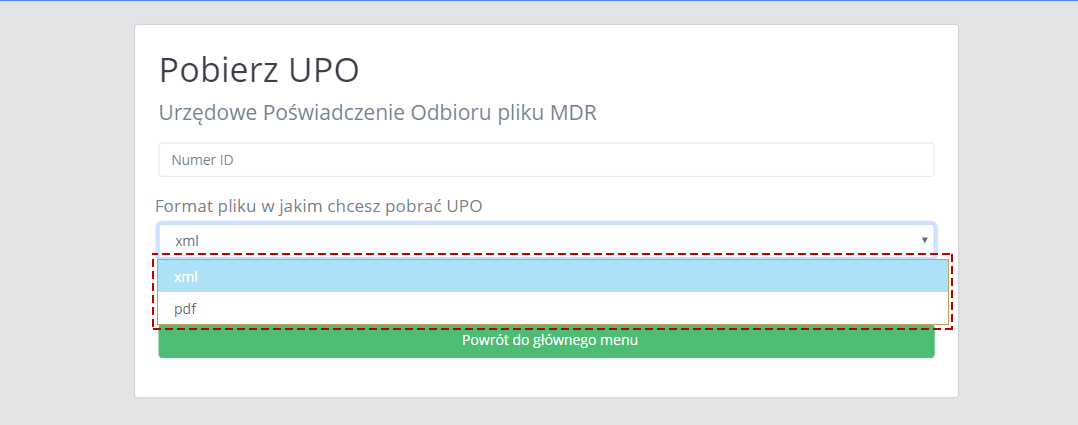 Pobierz UPO
Urzędowe Poświadczenie Odbioru pliku MDR
Numer ID
Format pliku w jakim chcesz pobrać UPO
xml
xml
pdf
Powrót do głównego menu